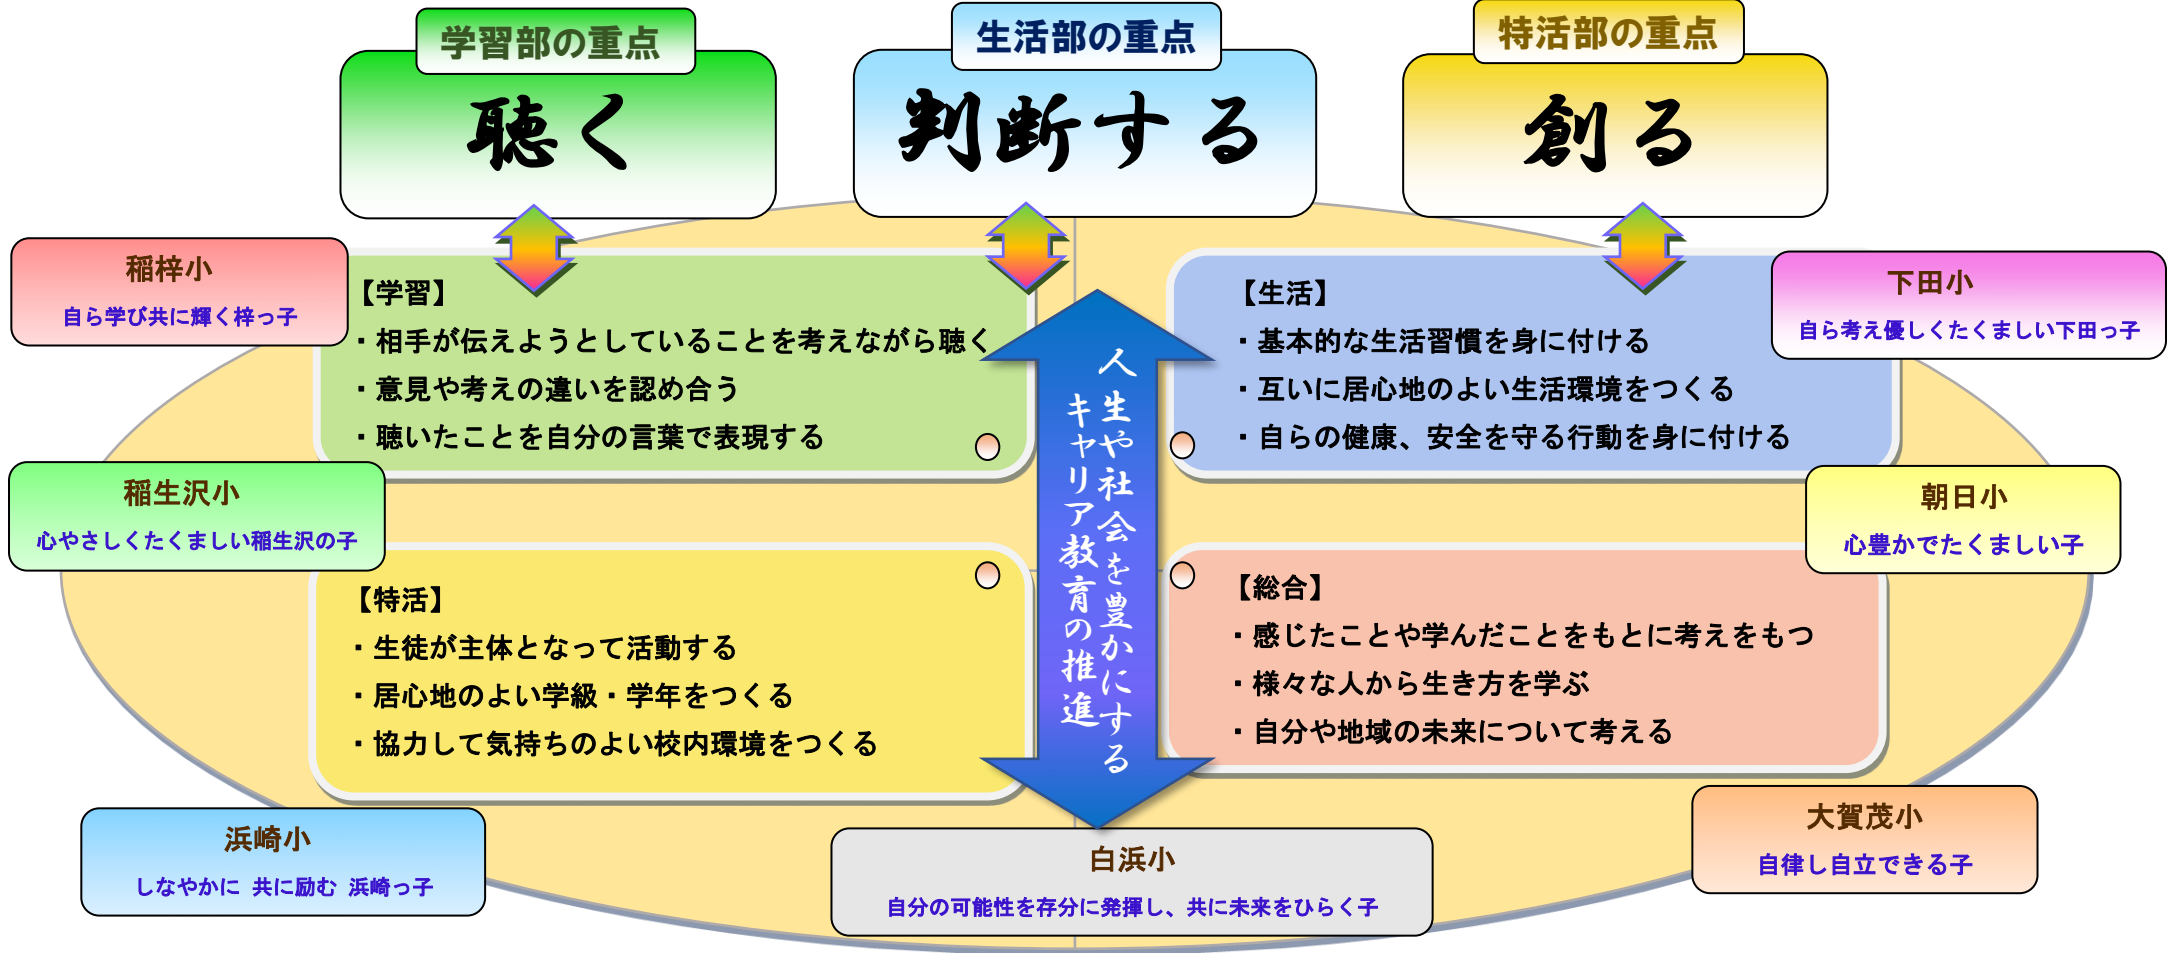 学習部の重点
聴く
生活部の重点
判断する
特活部の重点
創る
稲梓小
自ら学び共に輝く梓っ子
下田小
自ら考え優しくたくましい下田っ子
【学習】
・相手が伝えようとしていることを考えながら聴く
・意見や考えの違いを認め合う
・聴いたことを自分の言葉で表現する
【生活】
・基本的な生活習慣を身に付ける
・互いに居心地のよい生活環境をつくる
・自らの健康、安全を守る行動を身に付ける
人生や社会を豊かにする
キャリア教育の推進
稲生沢小
心やさしくたくましい稲生沢の子
朝日小
心豊かでたくましい子
【特活】
・生徒が主体となって活動する
・居心地のよい学級・学年をつくる
・協力して気持ちのよい校内環境をつくる
【総合】
・感じたことや学んだことをもとに考えをもつ
・様々な人から生き方を学ぶ
・自分や地域の未来について考える
浜崎小
しなやかに 共に励む 浜崎っ子
白浜小
自分の可能性を存分に発揮し、共に未来をひらく子
大賀茂小
自律し自立できる子